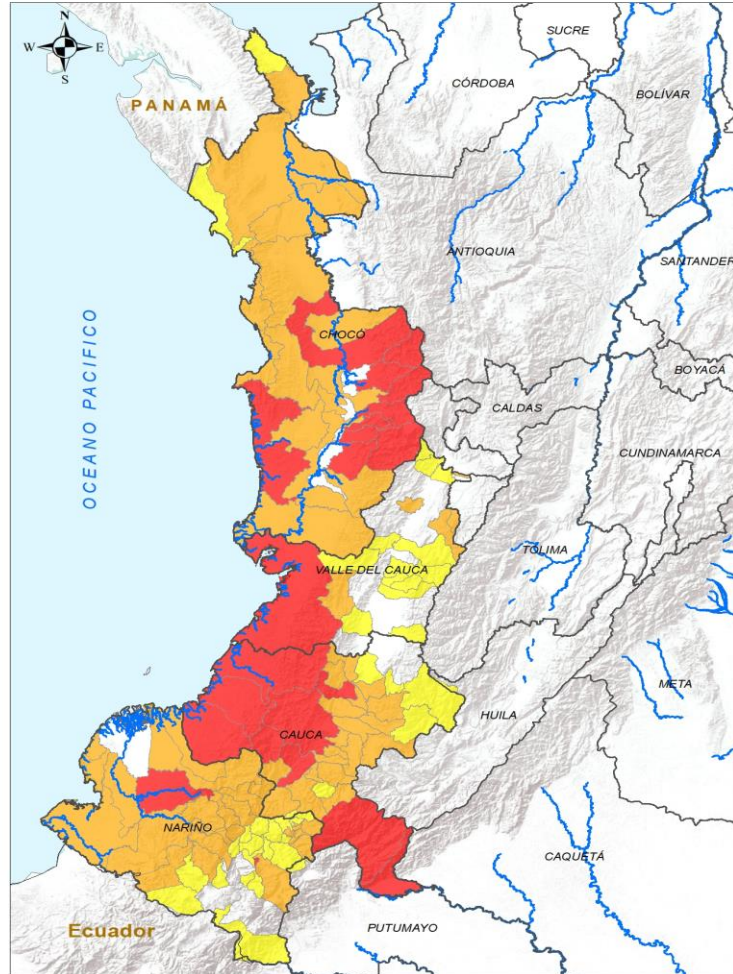 N
W E
S
SUCRE
CÓRDOBA
BOLÍVAR
PANAMÁ
ANTIOQUIA
SANTANDER
OCEANO PACIFICO
CHOCÓ
BOYACÁ
CALDAS
CUNDINAMARCA
TOLIMA
VALLE DEL CAUCA
META
HUILA
CAUCA
NARIÑO
CAQUETÁ
PUTUMAYO
Ecuador